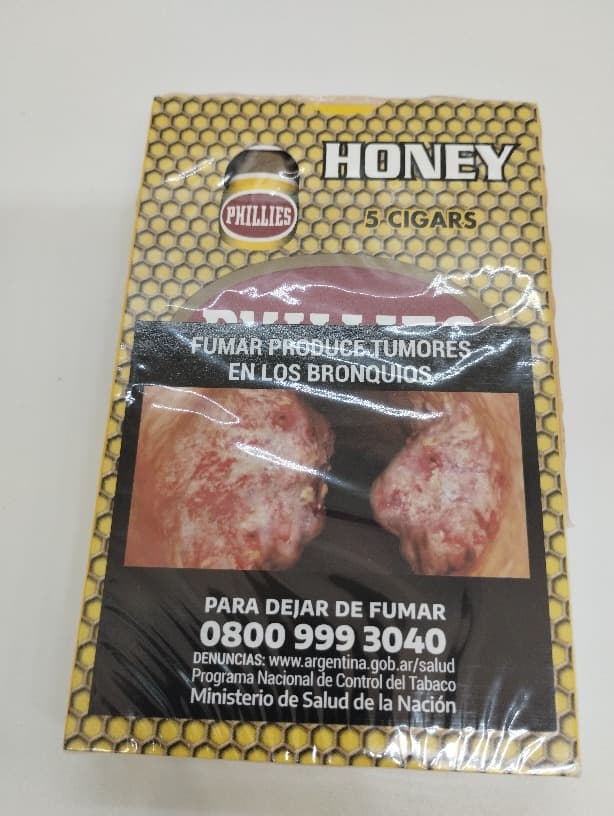 HONEY
PHILLIES
5 CIGARS
FUMAR PRODUCE TUMORES
EN LOS BRONQUIOS
PARA DEJAR DE FUMAR
0800 999 3040
DENUNCIAS: www.argentina.gob.ar/salud
Programa Nacional de Control del Tabaco
Ministerio de Salud de la Nación